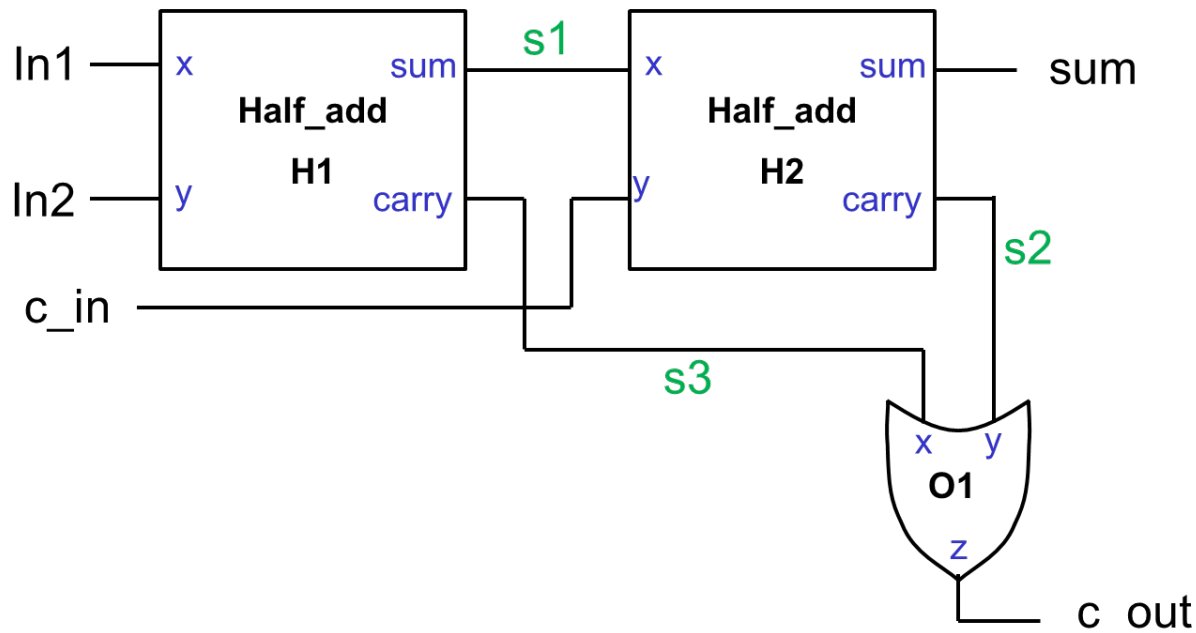 In1
x
sum
s1
x
sum
sum
Half_add
H1
Half_add
H2
In2
y
carry
y
carry
s2
c_in
s3
x
y
O1
z
c_out